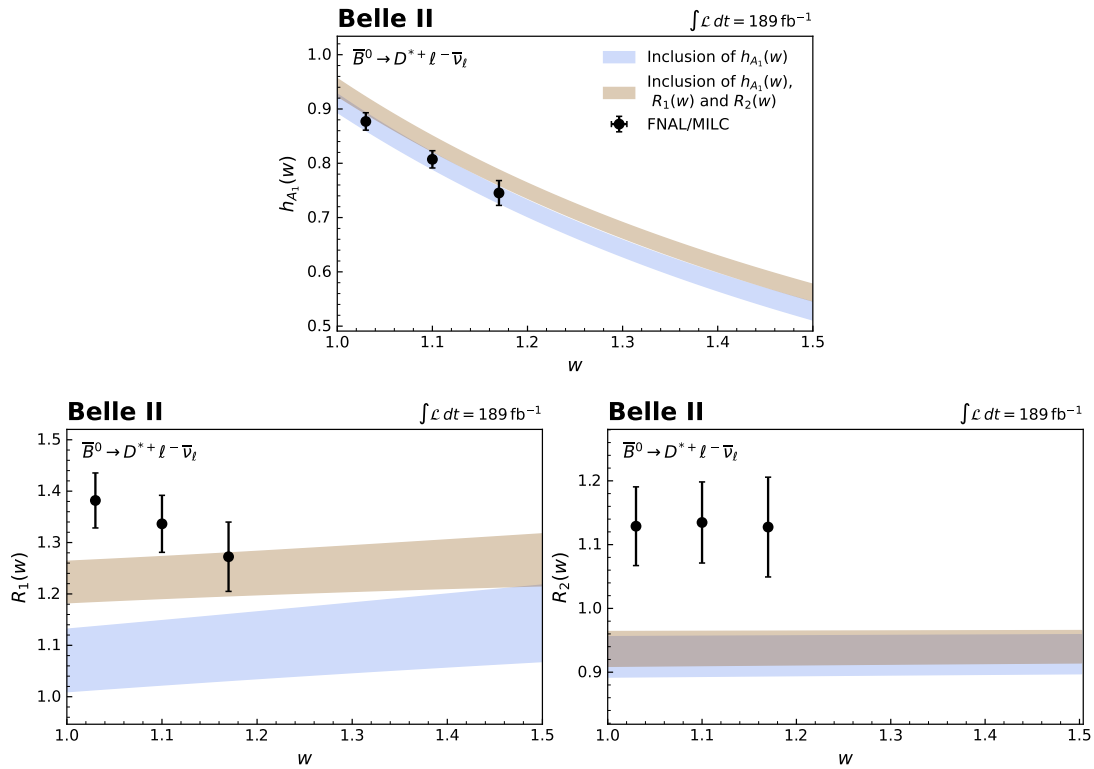 Belle II ∫ℒ dt = 189 fb⁻¹
B̅⁰ → D*⁺ ℓ⁻ ν̅ℓ
Inclusion of h_A₁(w)
Inclusion of h_A₁(w),
R₁(w) and R₂(w)
FNAL/MILC
h_A₁(w)
1.0
0.9
0.8
0.7
0.6
0.5
1.0 1.1 1.2 1.3 1.4 1.5
w
Belle II ∫ℒ dt = 189 fb⁻¹
B̅⁰ → D*⁺ ℓ⁻ ν̅ℓ
R₁(w)
1.5
1.4
1.3
1.2
1.1
1.0
1.0 1.1 1.2 1.3 1.4 1.5
w
Belle II ∫ℒ dt = 189 fb⁻¹
B̅⁰ → D*⁺ ℓ⁻ ν̅ℓ
R₂(w)
1.2
1.1
1.0
0.9
1.0 1.1 1.2 1.3 1.4 1.5
w